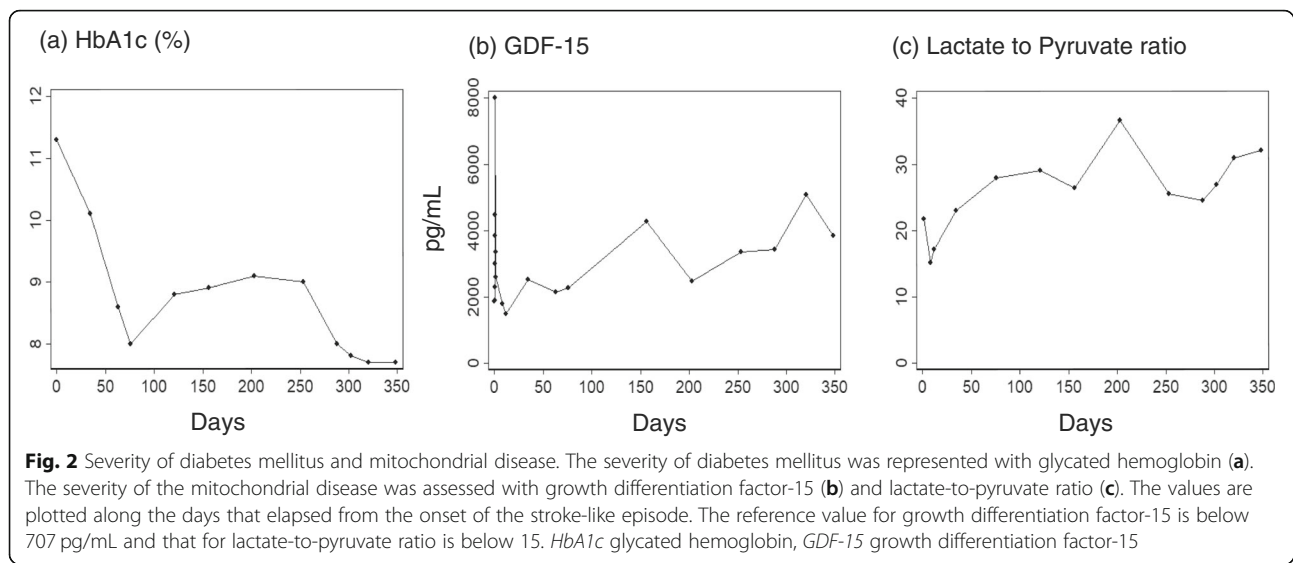 (a) HbA1c (%)
12
11
10
9
8
0 50 100 150 200 250 300 350
Days
(b) GDF-15
pg/mL
8000
6000
4000
2000
0
0 50 100 150 200 250 300 350
Days
(c) Lactate to Pyruvate ratio
40
30
20
10
0
0 50 100 150 200 250 300 350
Days
Fig. 2 Severity of diabetes mellitus and mitochondrial disease. The severity of diabetes mellitus was represented with glycated hemoglobin (a).
The severity of the mitochondrial disease was assessed with growth differentiation factor-15 (b) and lactate-to-pyruvate ratio (c). The values are
plotted along the days that elapsed from the onset of the stroke-like episode. The reference value for growth differentiation factor-15 is below
707 pg/mL and that for lactate-to-pyruvate ratio is below 15. HbA1c glycated hemoglobin, GDF-15 growth differentiation factor-15